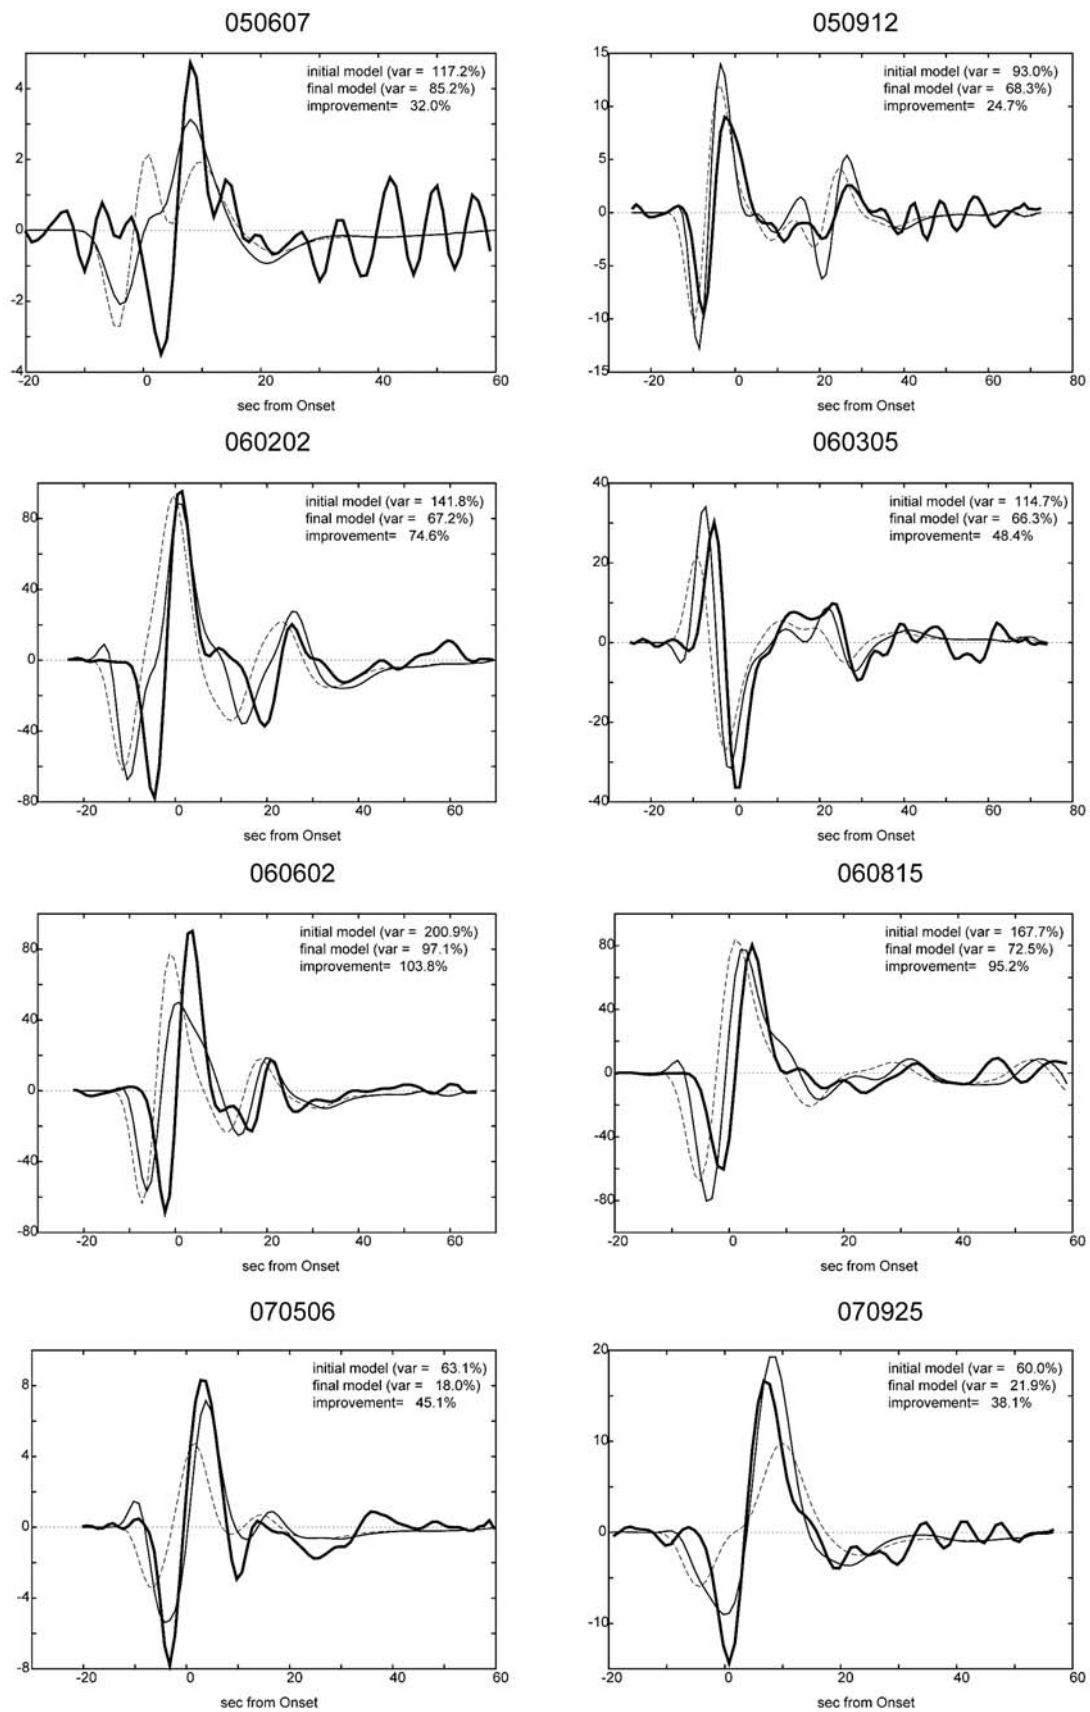 050607
initial model (var = 117.2%)
final model (var = 85.2%)
improvement= 32.0%
4
2
0
-2
-4
-20 0 20 40 60
sec from Onset
050912
initial model (var = 93.0%)
final model (var = 68.3%)
improvement= 24.7%
15
10
5
0
-5
-10
-15
-20 0 20 40 60 80
sec from Onset
060202
initial model (var = 141.8%)
final model (var = 67.2%)
improvement= 74.6%
80
40
0
-40
-80
-20 0 20 40 60
sec from Onset
060305
initial model (var = 114.7%)
final model (var = 66.3%)
improvement= 48.4%
40
20
0
-20
-40
-20 0 20 40 60 80
sec from Onset
060602
initial model (var = 200.9%)
final model (var = 97.1%)
improvement= 103.8%
80
40
0
-40
-80
-20 0 20 40 60
sec from Onset
060815
initial model (var = 167.7%)
final model (var = 72.5%)
improvement= 95.2%
80
40
0
-40
-80
-20 0 20 40 60
sec from Onset
070506
initial model (var = 63.1%)
final model (var = 18.0%)
improvement= 45.1%
8
4
0
-4
-8
-20 0 20 40 60
sec from Onset
070925
initial model (var = 60.0%)
final model (var = 21.9%)
improvement= 38.1%
20
10
0
-10
-20 0 20 40 60
sec from Onset